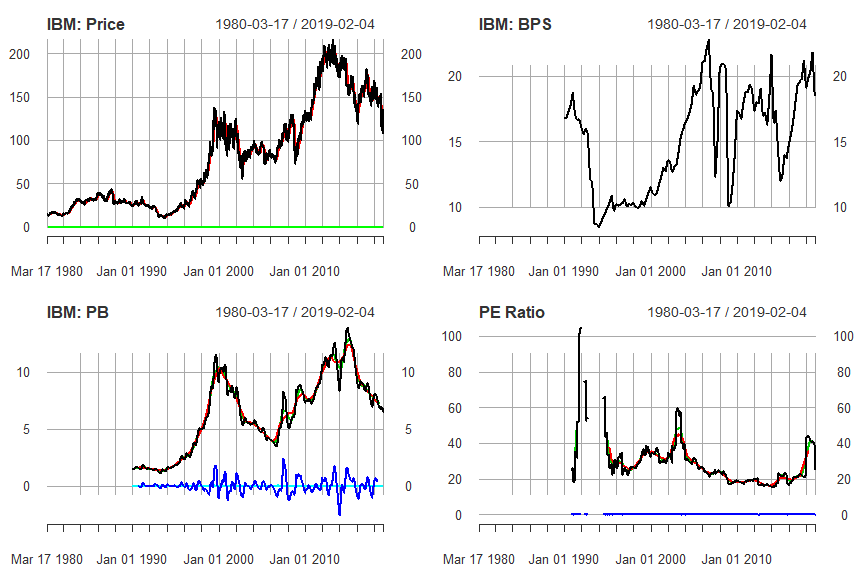 IBM: Price 1980-03-17 / 2019-02-04
200 200
150 150
100 100
50 50
0 0
Mar 17 1980 Jan 01 1990 Jan 01 2000 Jan 01 2010
IBM: BPS 1980-03-17 / 2019-02-04
20 20
15 15
10 10
Mar 17 1980 Jan 01 1990 Jan 01 2000 Jan 01 2010
IBM: PB 1980-03-17 / 2019-02-04
10 10
5 5
0 0
Mar 17 1980 Jan 01 1990 Jan 01 2000 Jan 01 2010
PE Ratio 1980-03-17 / 2019-02-04
100 100
80 80
60 60
40 40
20 20
0 0
Mar 17 1980 Jan 01 1990 Jan 01 2000 Jan 01 2010